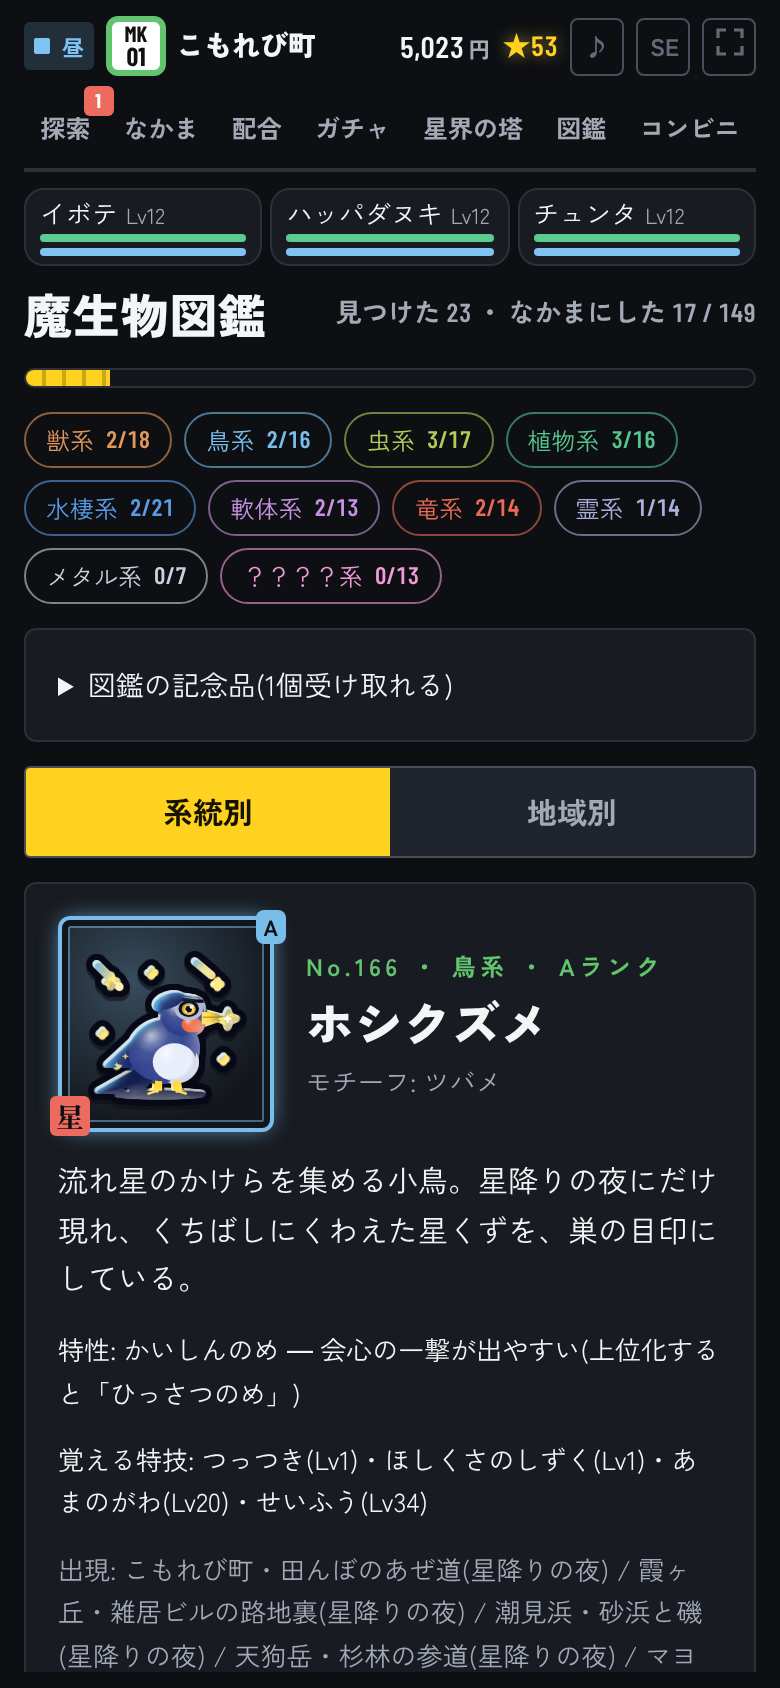 昼 MK 01 こもれび町 5,023 円 ★53 ♪ SE
1
探索 なかま 配合 ガチャ 星界の塔 図鑑 コンビニ
イボテ Lv12 ハッパダヌキ Lv12 チュンタ Lv12
魔生物図鑑 見つけた 23 ・ なかまにした 17 / 149
獣系 2/18 鳥系 2/16 虫系 3/17 植物系 3/16
水棲系 2/21 軟体系 2/13 竜系 2/14 霊系 1/14
メタル系 0/7 ？？？？系 0/13
▶ 図鑑の記念品(1個受け取れる)
系統別 地域別
A
No.166 ・ 鳥系 ・ Aランク
ホシクズメ
モチーフ: ツバメ
星
流れ星のかけらを集める小鳥。星降りの夜にだけ
現れ、くちばしにくわえた星くずを、巣の目印に
している。
特性: かいしんのめ — 会心の一撃が出やすい(上位化する
と「ひっさつのめ」)
覚える特技: つっつき(Lv1)・ほしくさのしずく(Lv1)・あ
まのがわ(Lv20)・せいふう(Lv34)
出現: こもれび町・田んぼのあぜ道(星降りの夜) / 霞ヶ
丘・雑居ビルの路地裏(星降りの夜) / 潮見浜・砂浜と磯
(星降りの夜) / 天狗岳・杉林の参道(星降りの夜) / マヨ